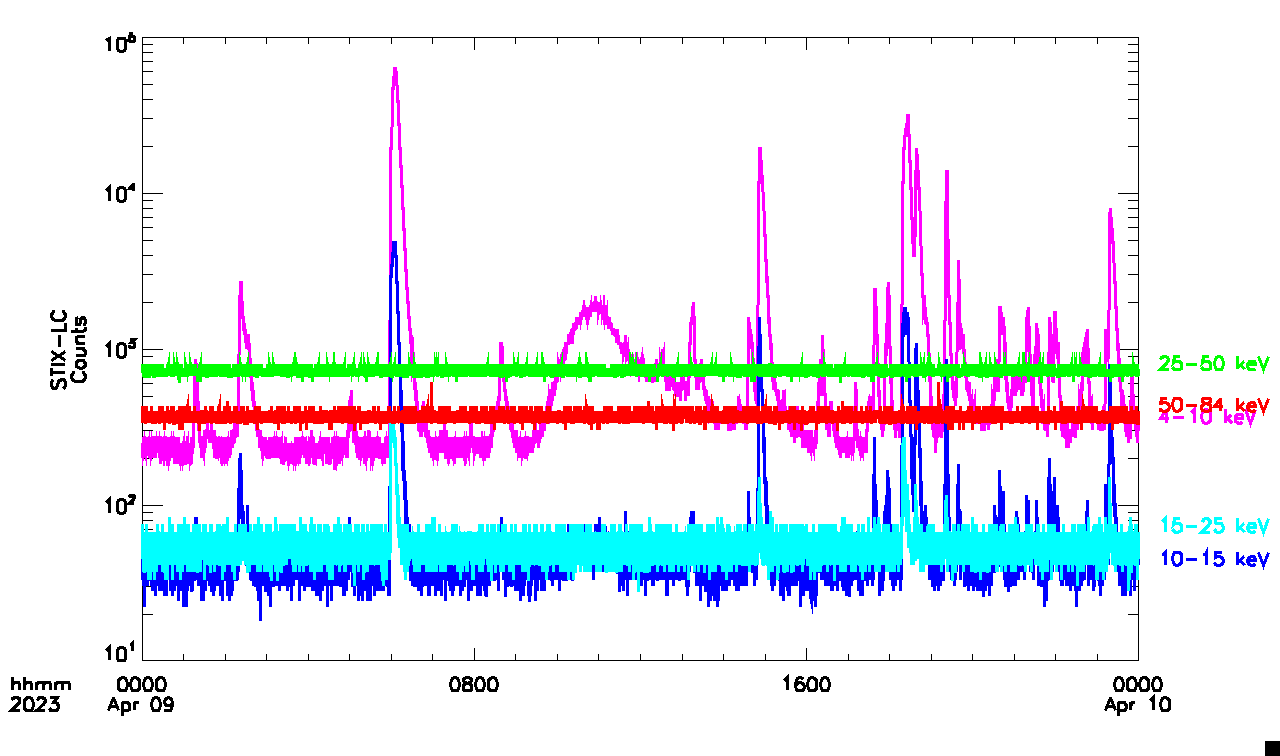 10⁶
10⁴
10³
10²
10¹
STIX-LC
Counts
25-50 keV
50-84 keV
4-10 keV
15-25 keV
10-15 keV
hhmm 0000 0800 1600 0000
2023 Apr 09 Apr 10